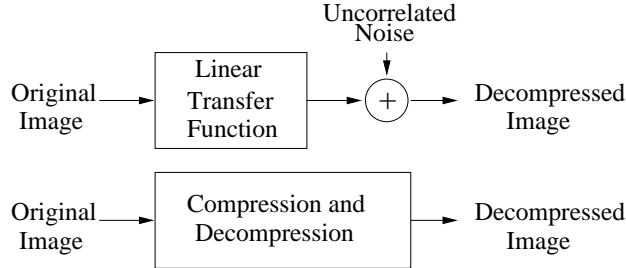 Uncorrelated
Noise
Original
Image
Linear
Transfer
Function
+
Decompressed
Image
Original
Image
Compression and
Decompression
Decompressed
Image